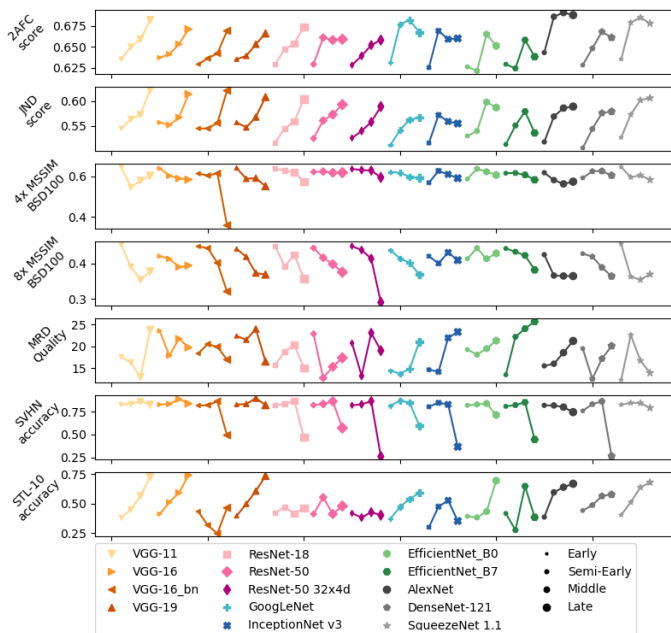 2AFC
score
0.675
0.650
0.625
JND
score
0.60
0.55
4x MSSIM
BSD100
0.6
0.4
8x MSSIM
BSD100
0.4
0.3
MRD
Quality
25
20
15
SVHN
accuracy
0.75
0.50
0.25
STL-10
accuracy
0.75
0.50
0.25
VGG-11
VGG-16
VGG-16_bn
VGG-19
ResNet-18
ResNet-50
ResNet-50 32x4d
GoogLeNet
InceptionNet v3
EfficientNet_B0
EfficientNet_B7
AlexNet
DenseNet-121
SqueezeNet 1.1
Early
Semi-Early
Middle
Late